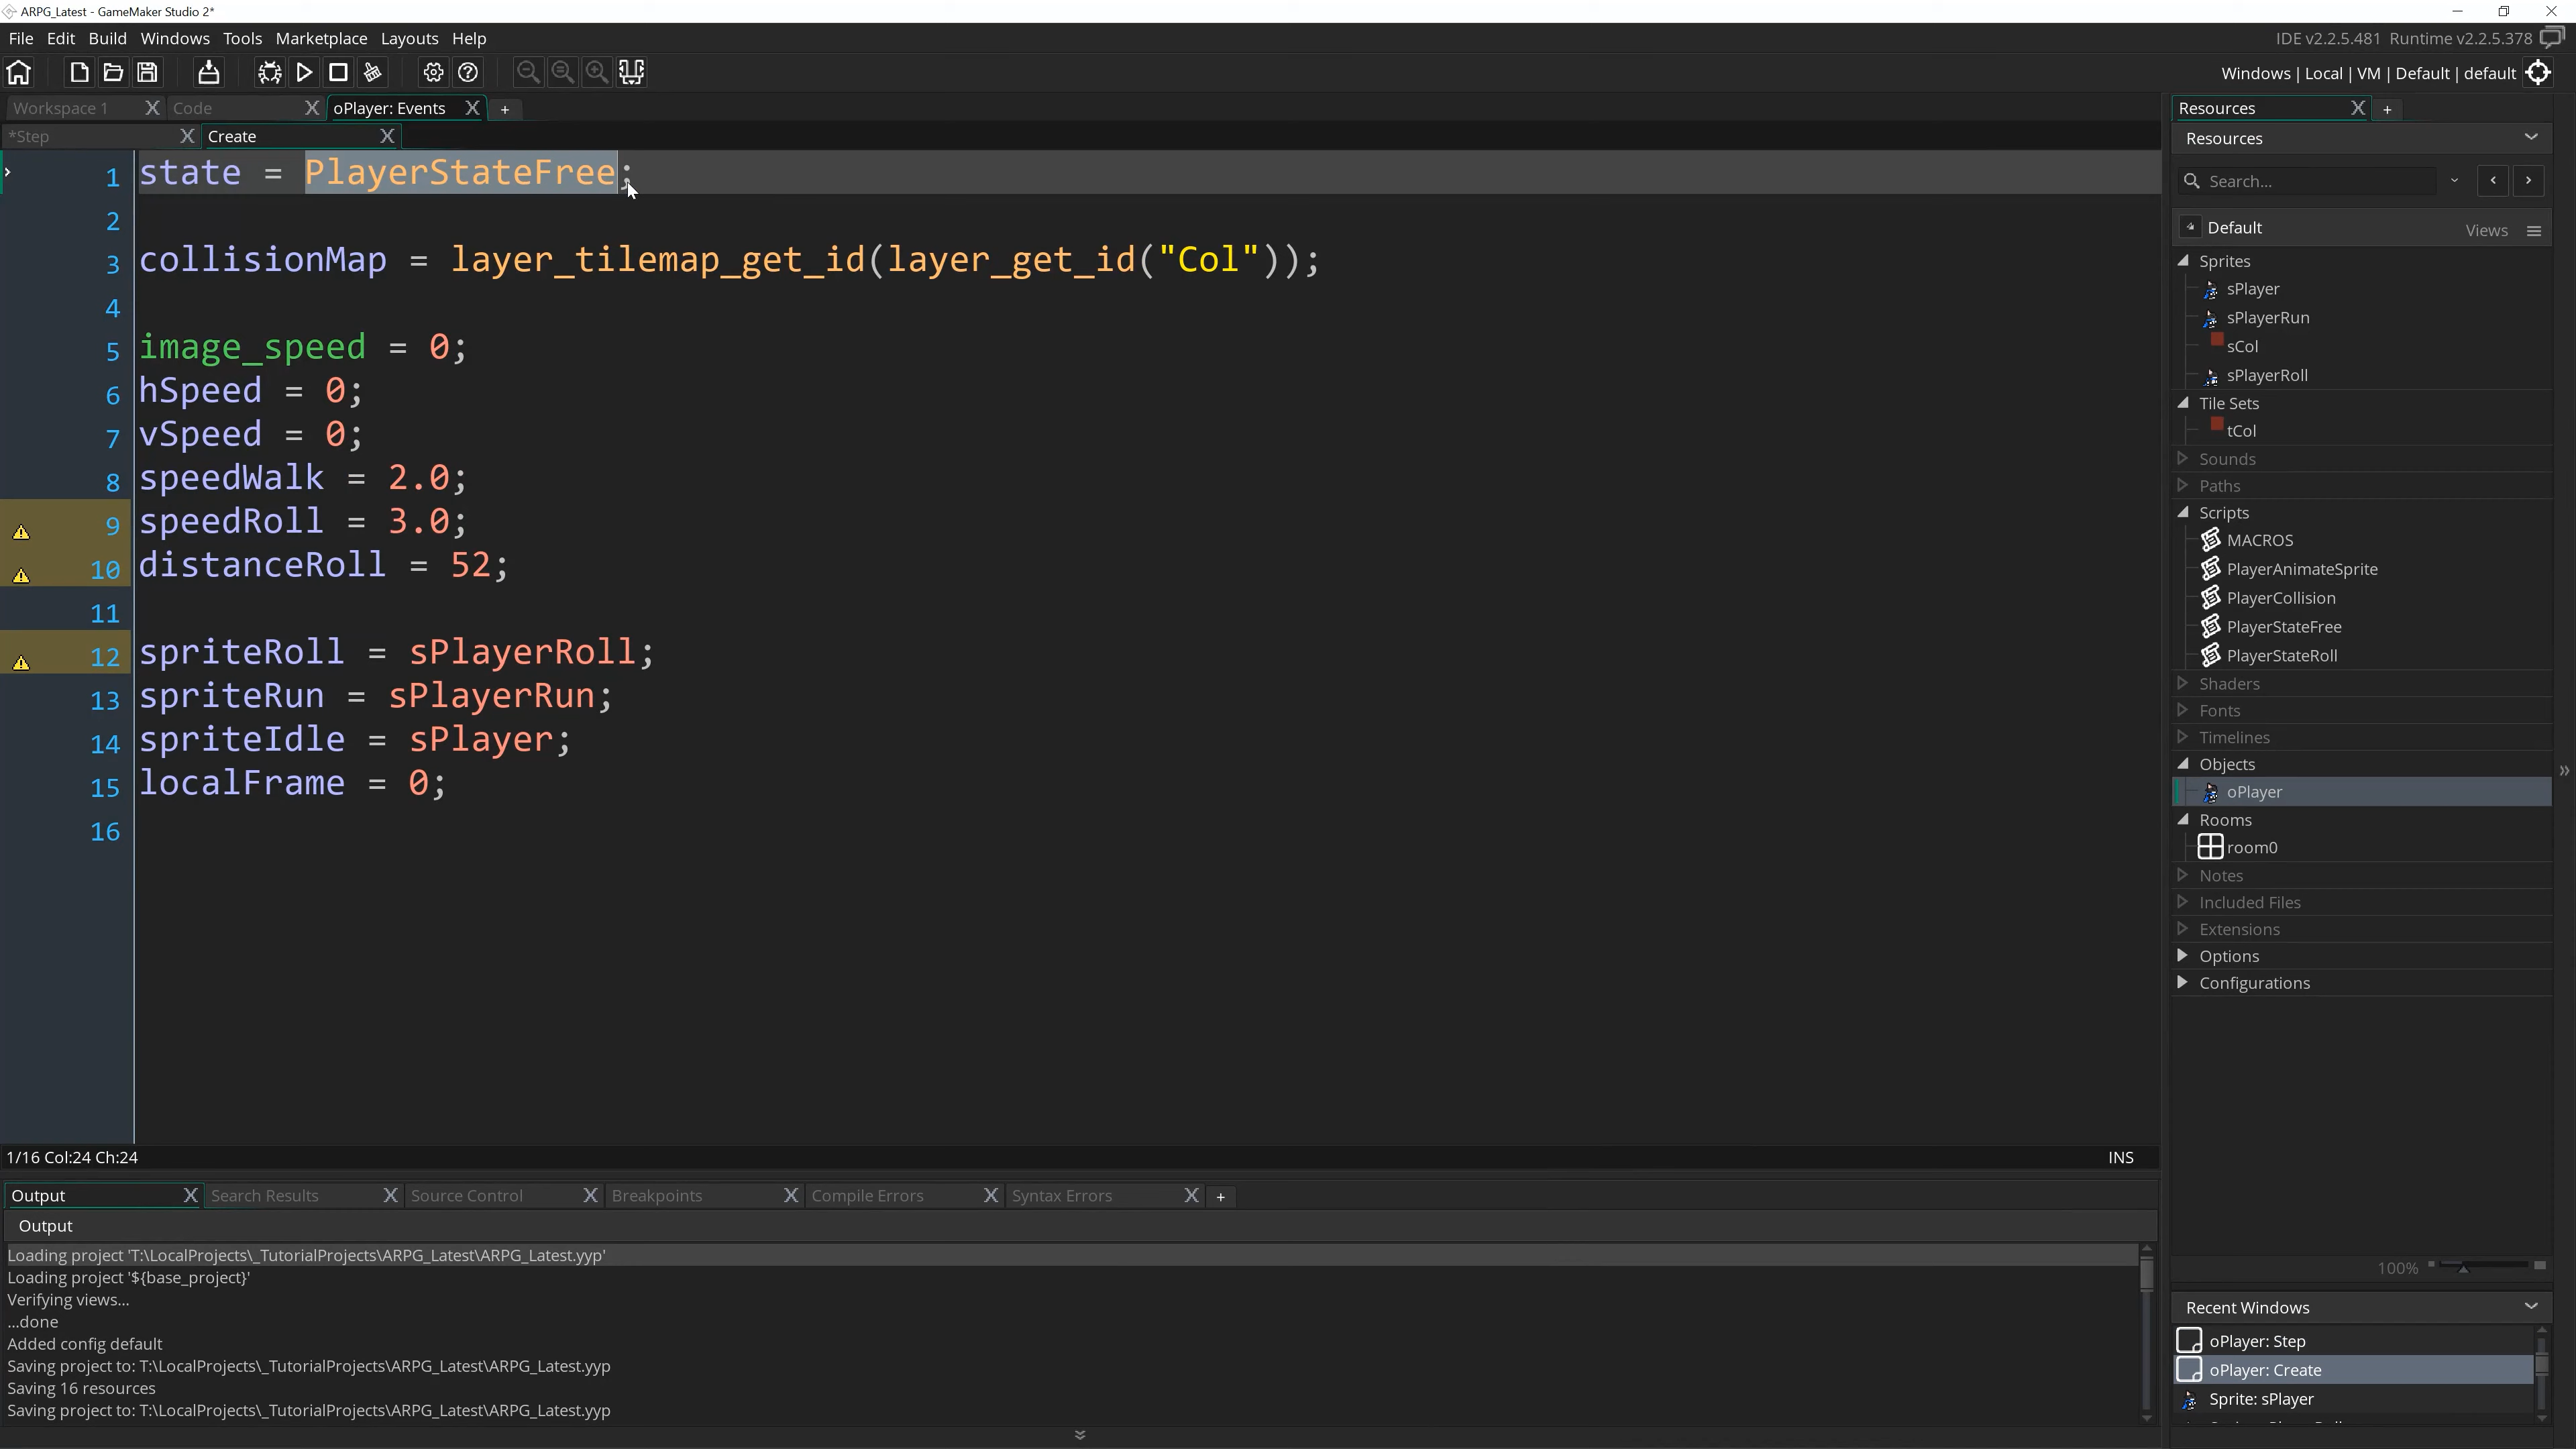 ARPG_Latest - GameMaker Studio 2*
File Edit Build Windows Tools Marketplace Layouts Help
IDE v2.2.5.481 Runtime v2.2.5.378
Windows | Local | VM | Default | default
Workspace 1 X Code X oPlayer: Events X +
*Step X Create X
1 state = PlayerStateFree;
2
3 collisionMap = layer_tilemap_get_id(layer_get_id("Col"));
4
5 image_speed = 0;
6 hSpeed = 0;
7 vSpeed = 0;
8 speedWalk = 2.0;
9 speedRoll = 3.0;
10 distanceRoll = 52;
11
12 spriteRoll = sPlayerRoll;
13 spriteRun = sPlayerRun;
14 spriteIdle = sPlayer;
15 localFrame = 0;
16
1/16 Col:24 Ch:24 INS
Output X Search Results X Source Control X Breakpoints X Compile Errors X Syntax Errors X +
Output
Loading project 'T:\LocalProjects\_TutorialProjects\ARPG_Latest\ARPG_Latest.yyp'
Loading project '${base_project}'
Verifying views...
...done
Added config default
Saving project to: T:\LocalProjects\_TutorialProjects\ARPG_Latest\ARPG_Latest.yyp
Saving 16 resources
Saving project to: T:\LocalProjects\_TutorialProjects\ARPG_Latest\ARPG_Latest.yyp
Resources X +
Resources
Search...
Default Views
Sprites
sPlayer
sPlayerRun
sCol
sPlayerRoll
Tile Sets
tCol
Sounds
Paths
Scripts
MACROS
PlayerAnimateSprite
PlayerCollision
PlayerStateFree
PlayerStateRoll
Shaders
Fonts
Timelines
Objects
oPlayer
Rooms
room0
Notes
Included Files
Extensions
Options
Configurations
100%
Recent Windows
oPlayer: Step
oPlayer: Create
Sprite: sPlayer